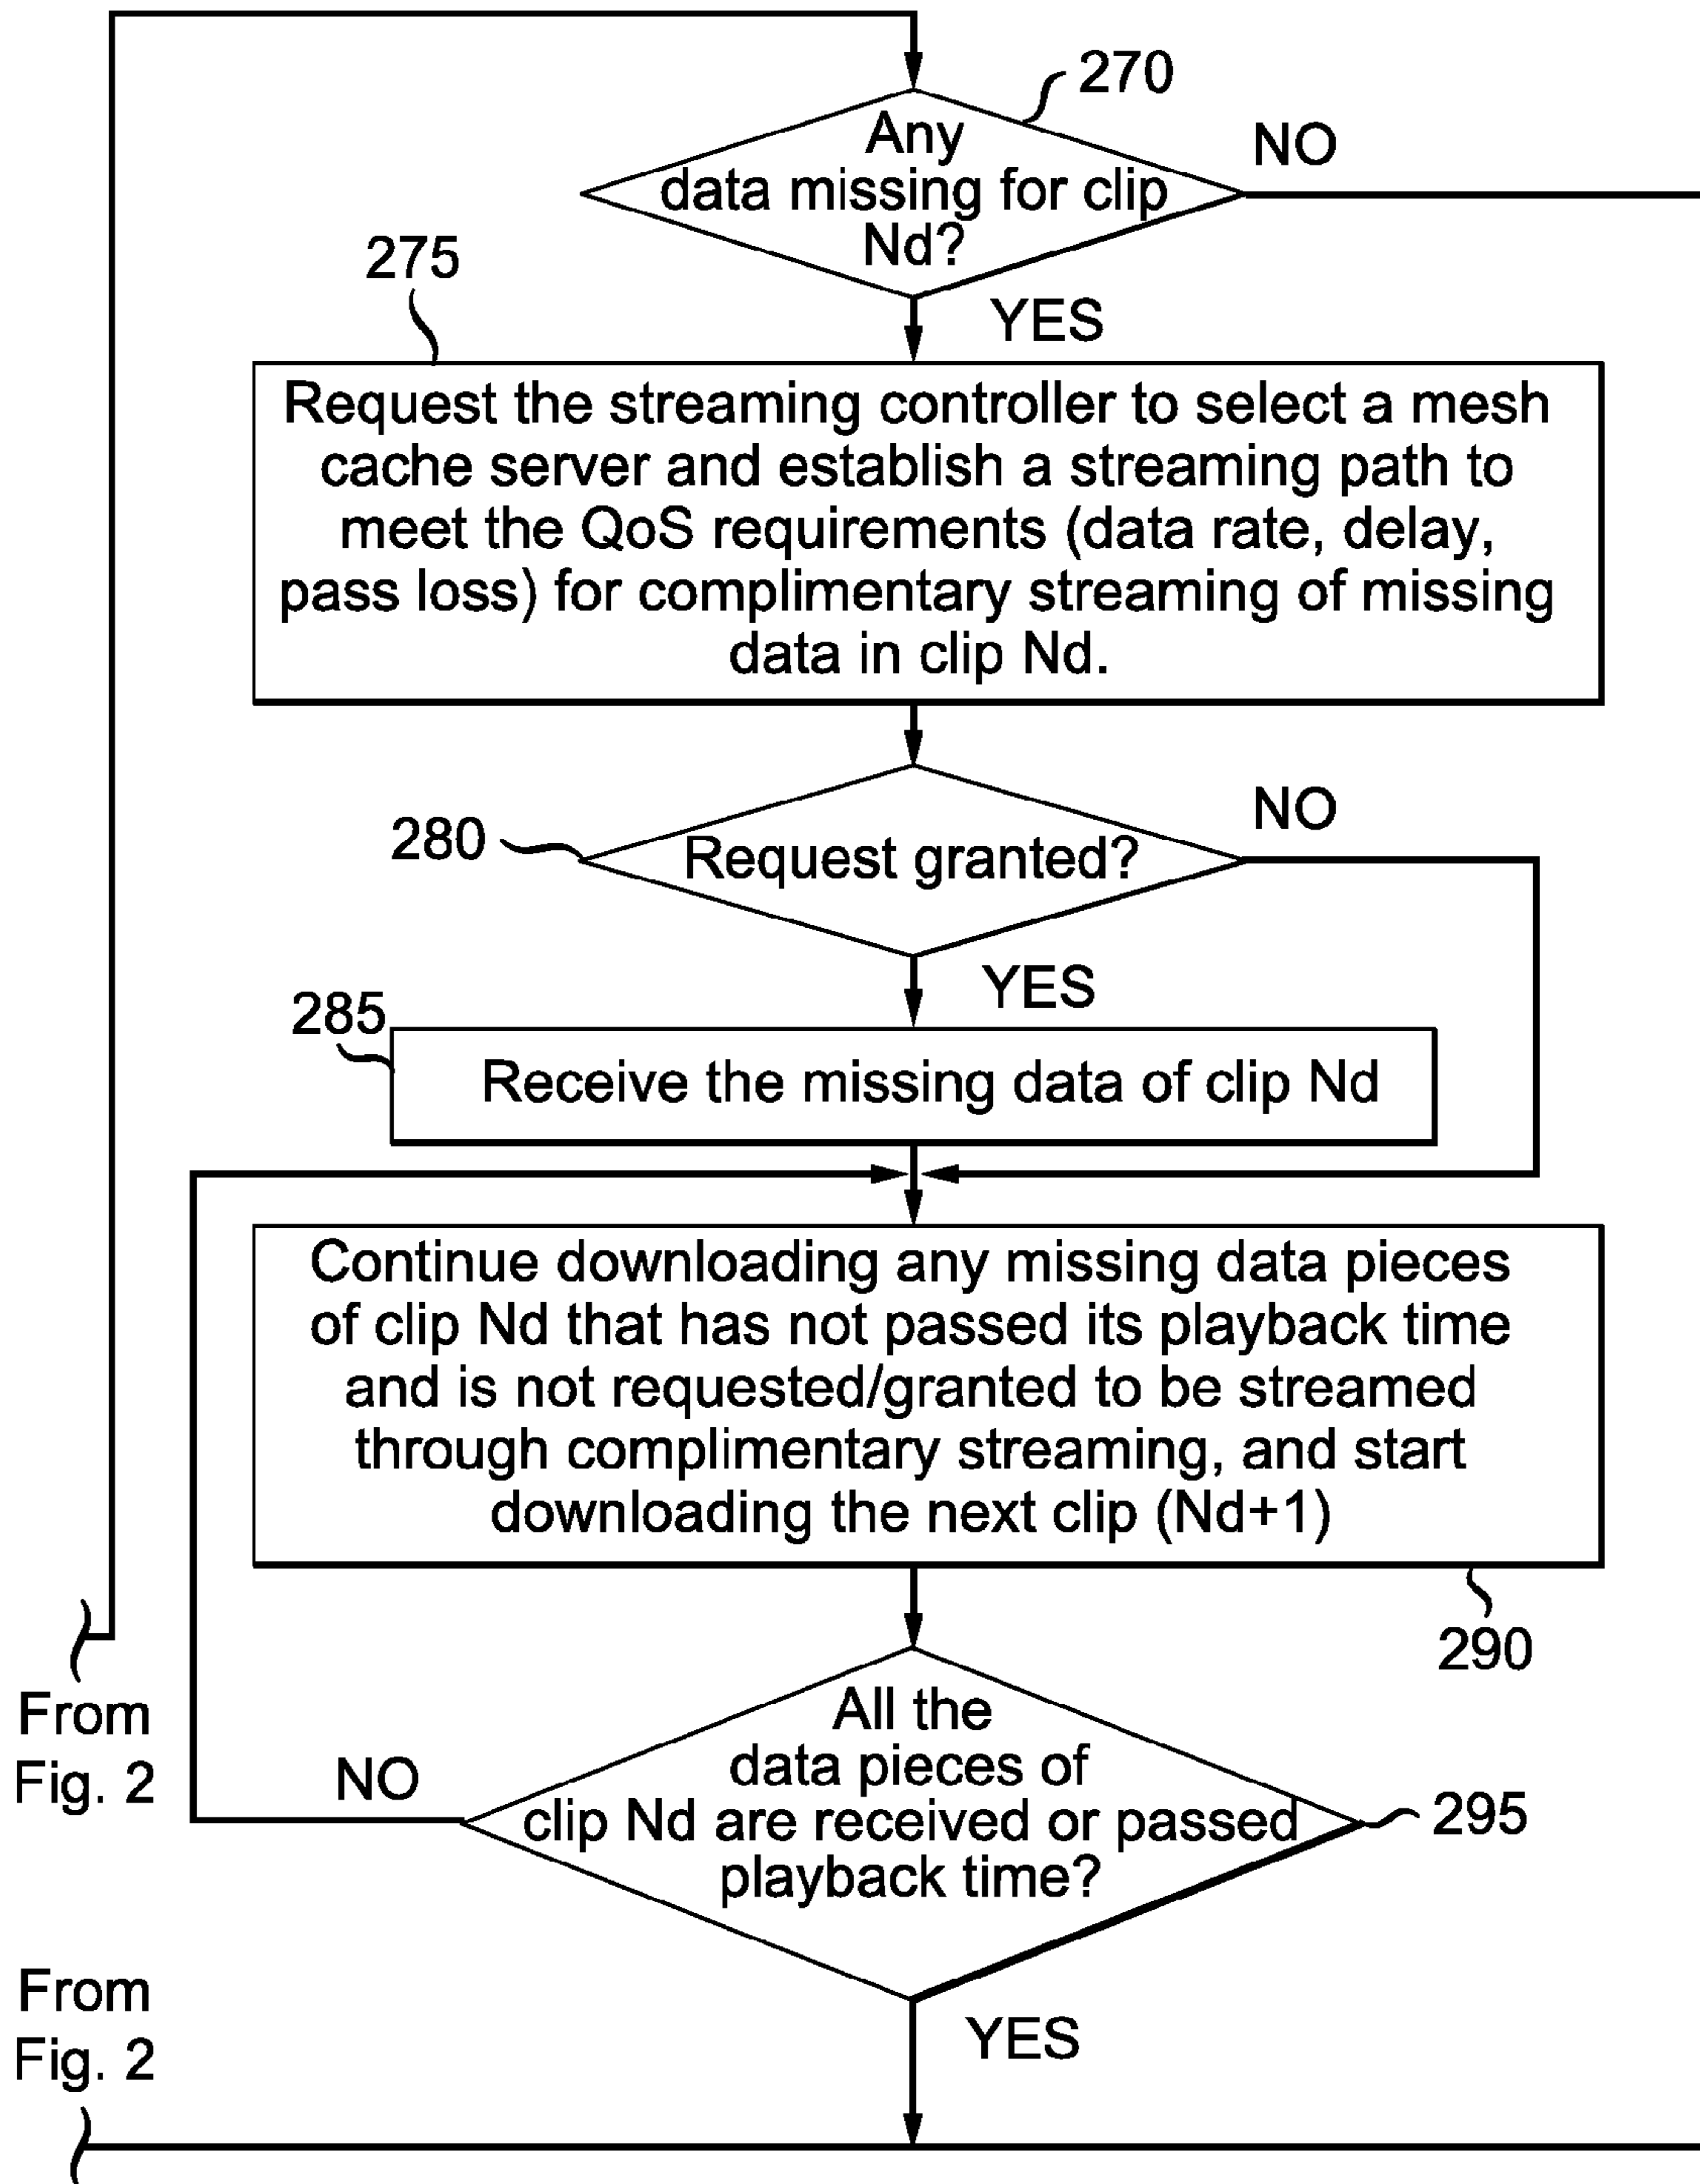 270
Any
data missing for clip
Nd?
NO
275
YES
Request the streaming controller to select a mesh
cache server and establish a streaming path to
meet the QoS requirements (data rate, delay,
pass loss) for complimentary streaming of missing
data in clip Nd.
280
Request granted?
NO
YES
285
Receive the missing data of clip Nd
Continue downloading any missing data pieces
of clip Nd that has not passed its playback time
and is not requested/granted to be streamed
through complimentary streaming, and start
downloading the next clip (Nd+1)
290
From
Fig. 2
NO
All the
data pieces of
clip Nd are received or passed
playback time?
295
From
Fig. 2
YES